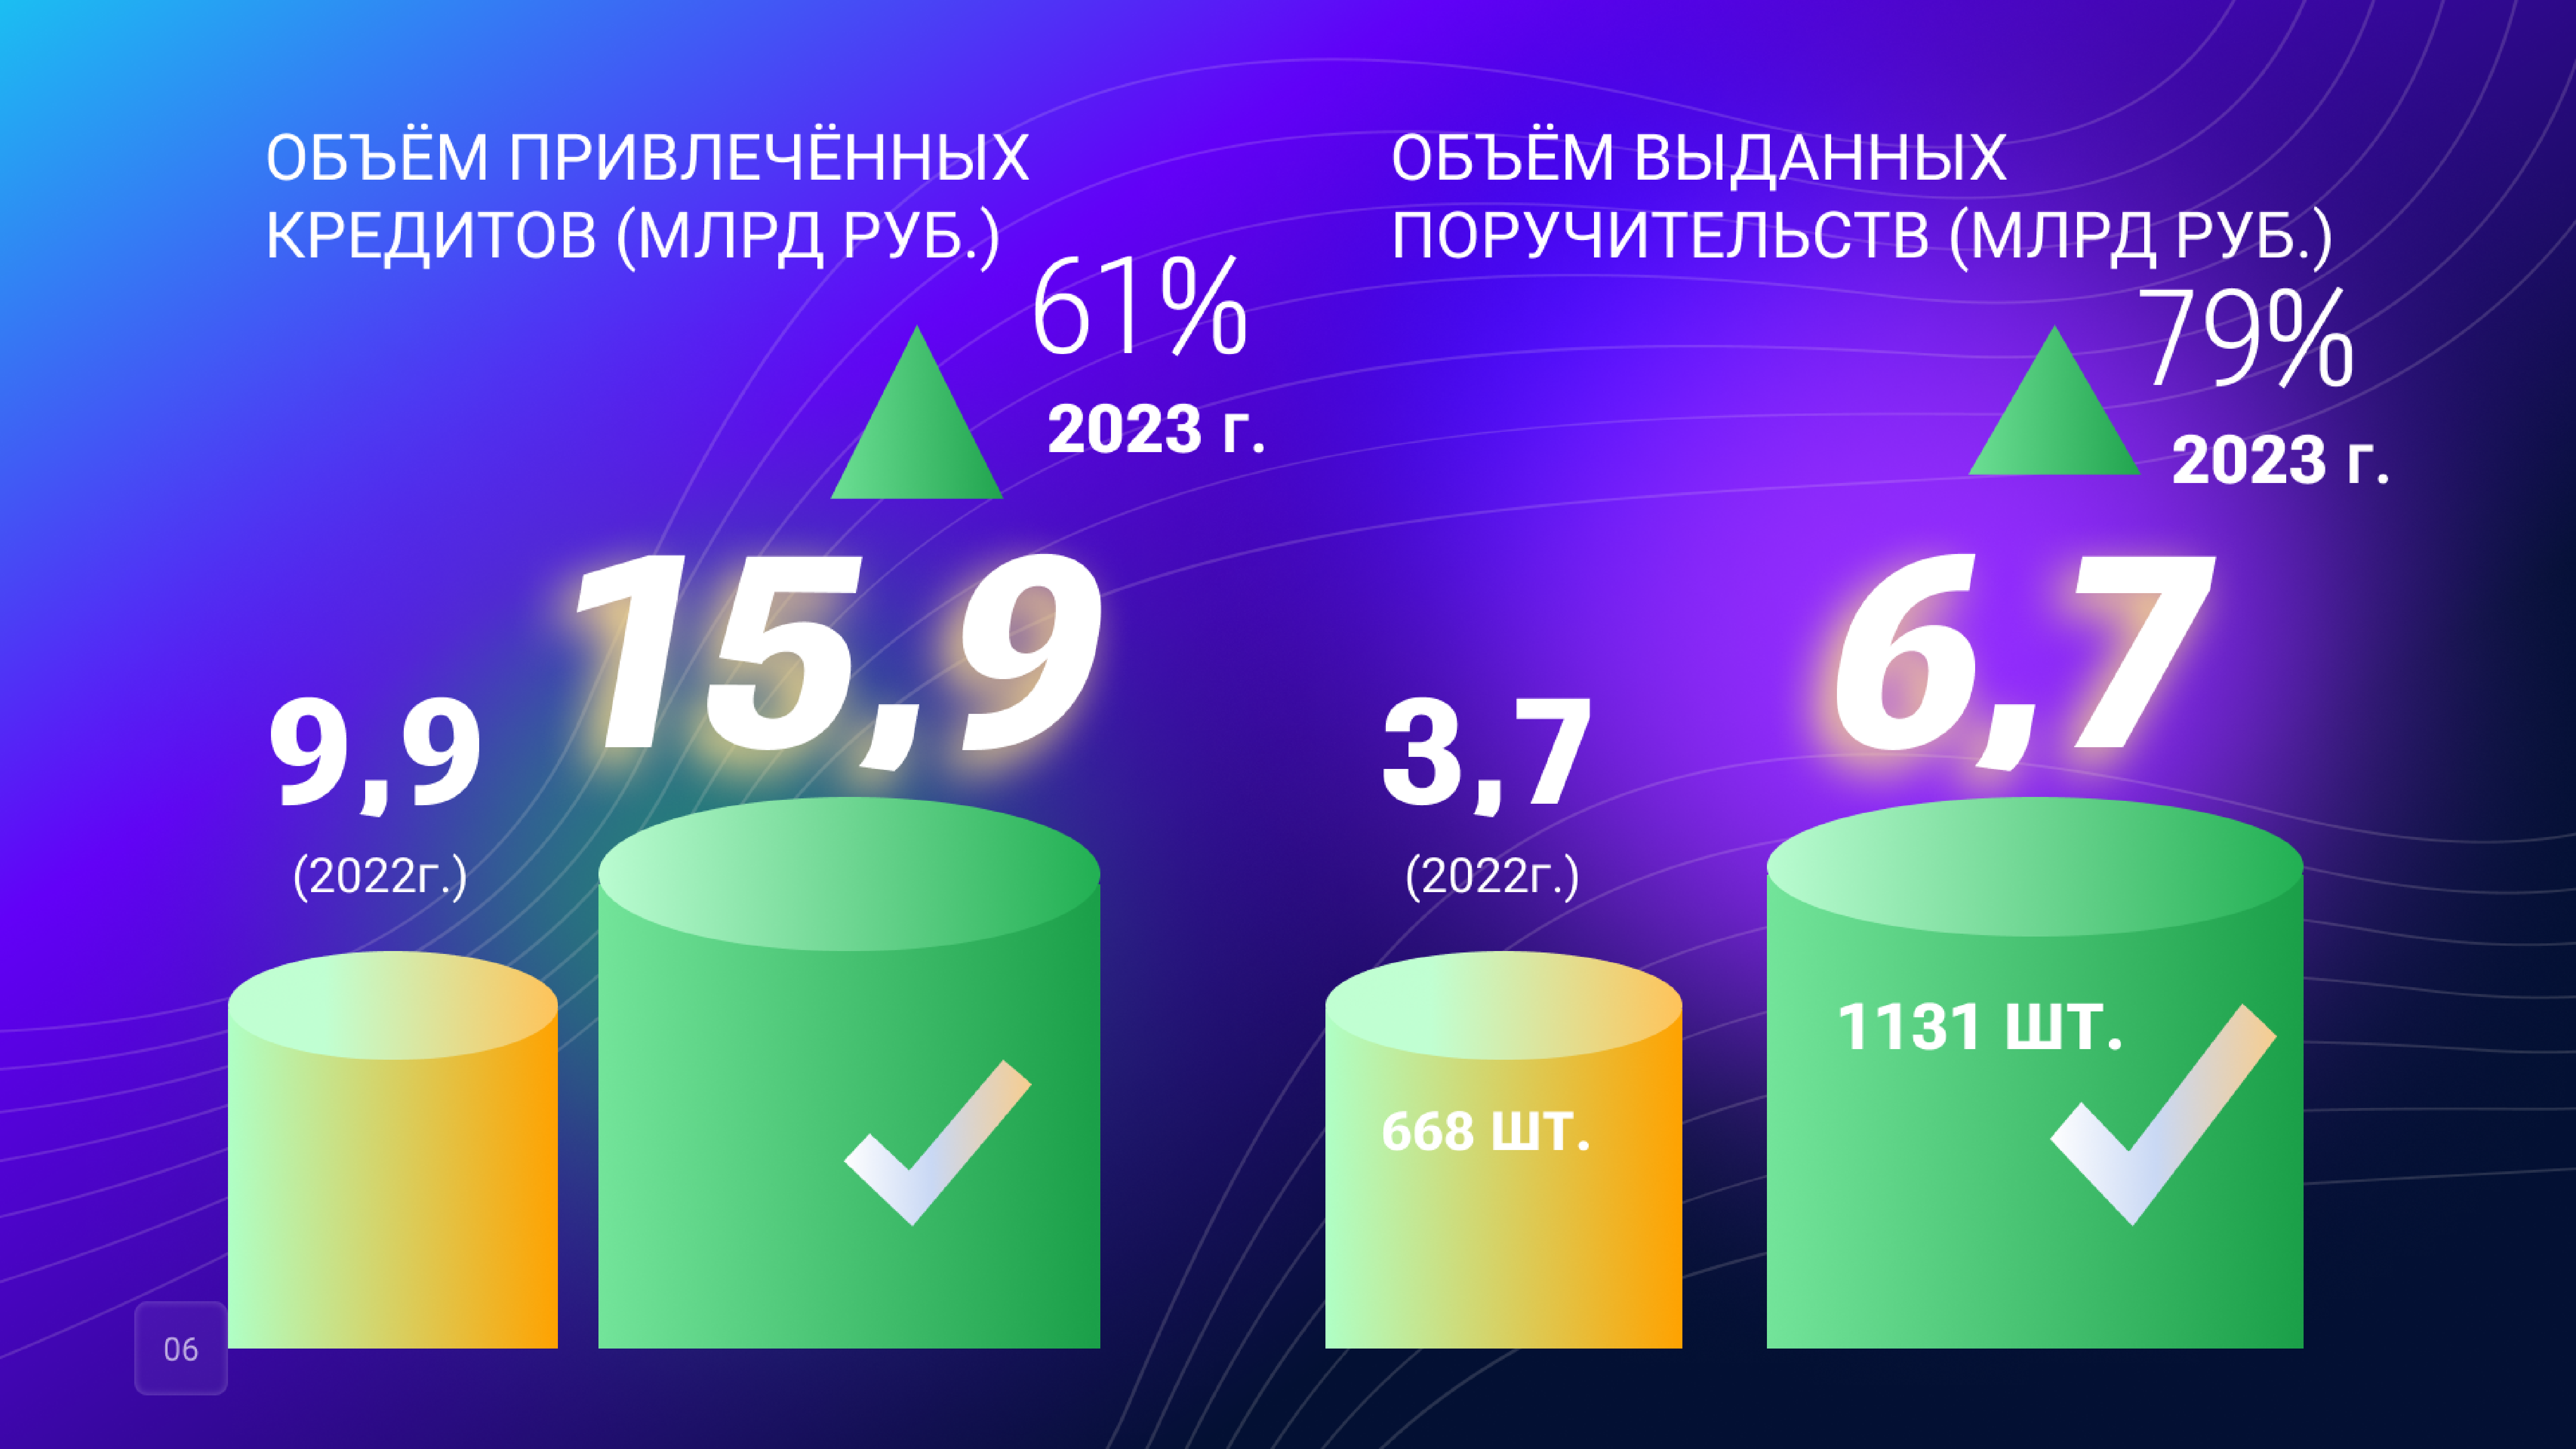 ОБЪЁМ ПРИВЛЕЧЁННЫХ
КРЕДИТОВ (МЛРД РУБ.)
61%
2023 г.
15,9
9,9
(2022г.)
ОБЪЁМ ВЫДАННЫХ
ПОРУЧИТЕЛЬСТВ (МЛРД РУБ.)
79%
2023 г.
6,7
3,7
(2022г.)
1131 ШТ.
668 ШТ.
06